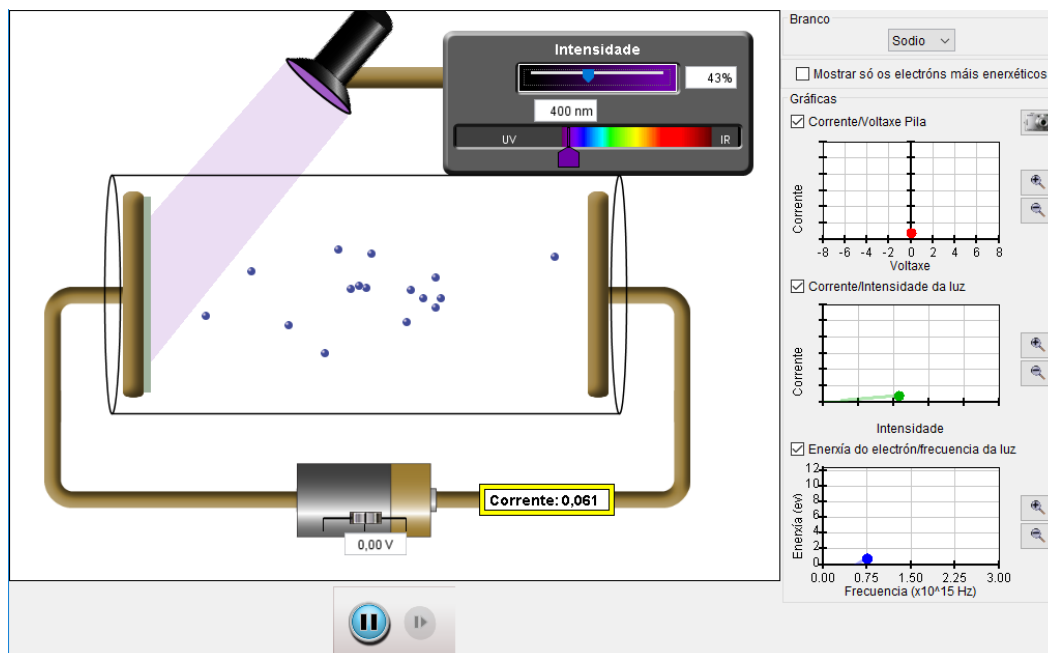 Intensidade
43%
400 nm
UV
IR
Corrente: 0,061
0,00 V
Branco
Sodio
Mostrar só os electróns máis enerxéticos
Gráficas
Corrente/Voltaxe Pila
Corrente
-8 -6 -4 -2 0 2 4 6 8
Voltaxe
Corrente/Intensidade da luz
Corrente
Intensidade
Enerxía do electrón/frecuencia da luz
Enerxía (ev)
12
10
8
6
4
2
0
0.00 0.75 1.50 2.25 3.00
Frecuencia (x10^15 Hz)